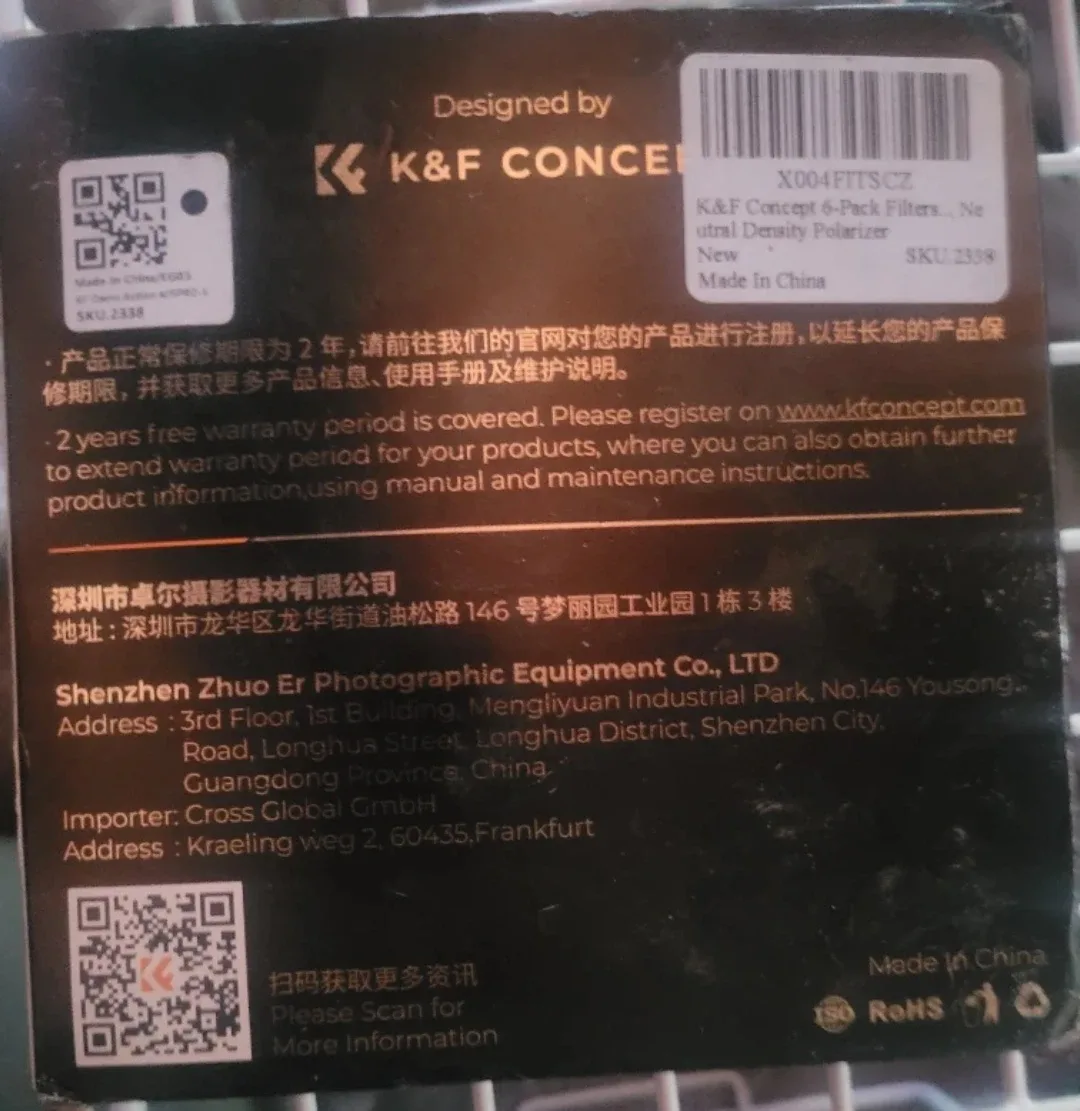 Designed by
K&F CONCE
X004FITSCZ
K&F Concept 6-Pack Filters... Ne
utral Density Polarizer
New SKU.2338
Made In China
Made in China
SKU.2338
· 产品正常保修期限为 2 年,请前往我们的官网对您的产品进行注册,以延长您的产品保
修期限, 并获取更多产品信息、使用手册及维护说明。
· 2 years free warranty period is covered. Please register on www.kfconcept.com
to extend warranty period for your products, where you can also obtain further
product information,using manual and maintenance instructions.
深圳市卓尔摄影器材有限公司
地址 : 深圳市龙华区龙华街道油松路 146 号梦丽园工业园 1 栋 3 楼
Shenzhen Zhuo Er Photographic Equipment Co., LTD
Address : 3rd Floor, 1st Building, Mengliyuan Industrial Park, No.146 Yousong
Road, Longhua Street, Longhua District, Shenzhen City,
Guangdong Province, China
Importer: Cross Global GmbH
Address : Kraeling weg 2, 60435,Frankfurt
扫码获取更多资讯
Please Scan for
More Information
Made in China
ISO RoHS